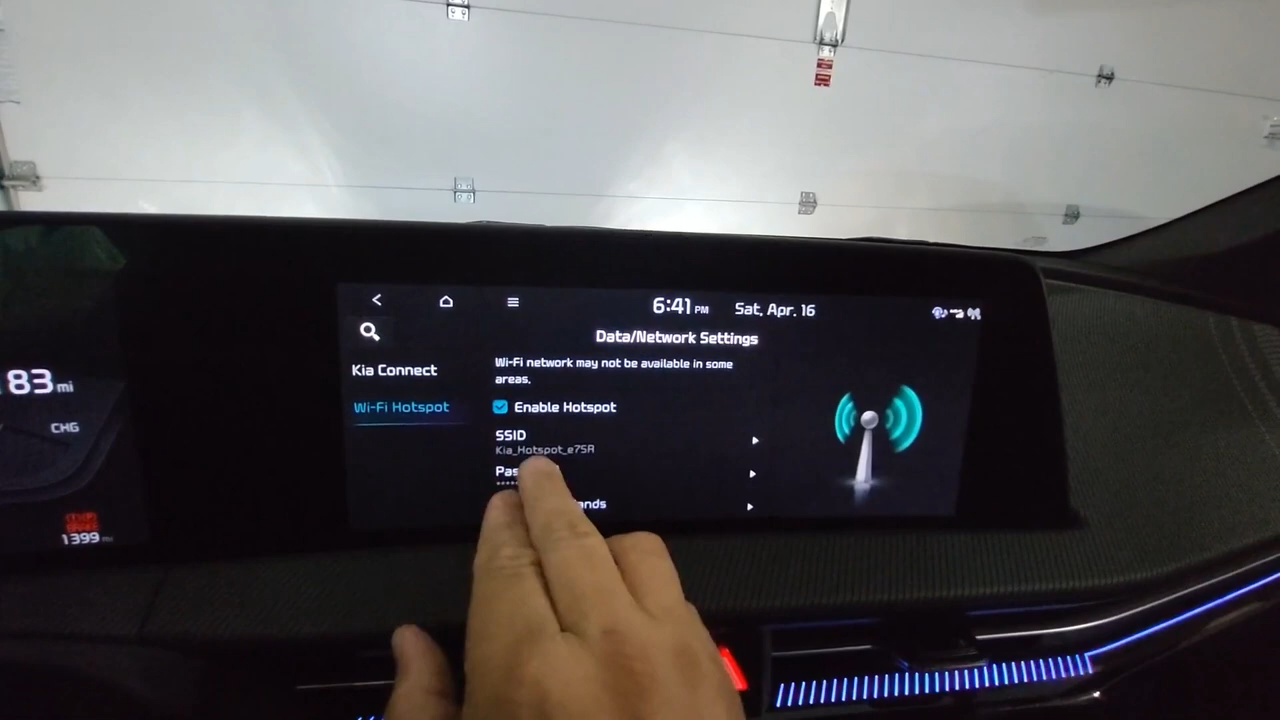 6:41 PM Sat, Apr. 16
Data/Network Settings
Kia Connect
Wi-Fi Hotspot
Wi-Fi network may not be available in some
areas.
Enable Hotspot
SSID
Kia_Hotspot_e7SR
83 mi
CHG
1399 mi